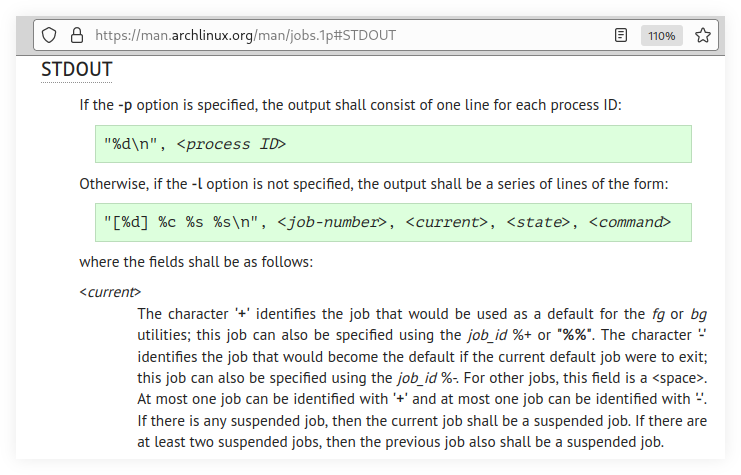 https://man.archlinux.org/man/jobs.1p#STDOUT 110%
STDOUT
If the -p option is specified, the output shall consist of one line for each process ID:
"%d\n", <process ID>
Otherwise, if the -l option is not specified, the output shall be a series of lines of the form:
"[%d] %c %s %s\n", <job-number>, <current>, <state>, <command>
where the fields shall be as follows:
<current>
The character '+' identifies the job that would be used as a default for the fg or bg
utilities; this job can also be specified using the job_id %+ or "%%". The character '-'
identifies the job that would become the default if the current default job were to exit;
this job can also be specified using the job_id %-. For other jobs, this field is a <space>.
At most one job can be identified with '+' and at most one job can be identified with '-'.
If there is any suspended job, then the current job shall be a suspended job. If there are
at least two suspended jobs, then the previous job also shall be a suspended job.